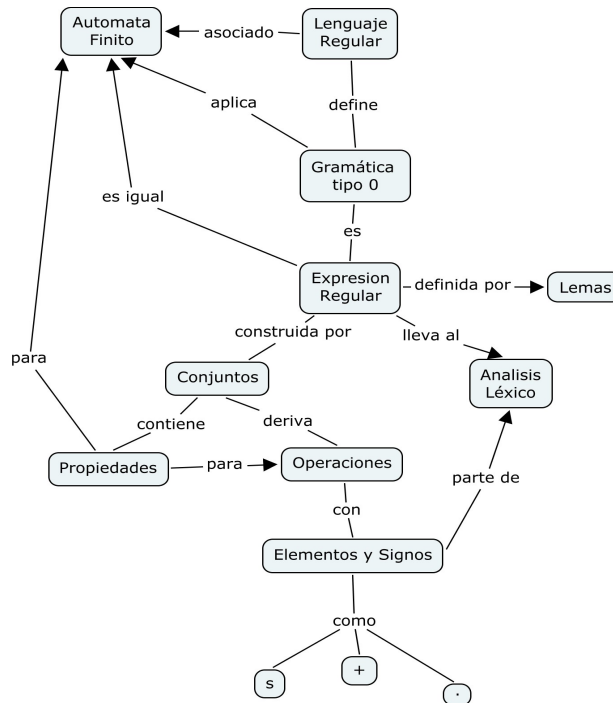 Automata
Finito
asociado
Lenguaje
Regular
aplica
define
Gramática
tipo 0
es igual
es
Expresion
Regular
definida por
Lemas
construida por
lleva al
para
Conjuntos
Analisis
Léxico
contiene
deriva
Propiedades
para
Operaciones
parte de
con
Elementos y Signos
como
s
+
.